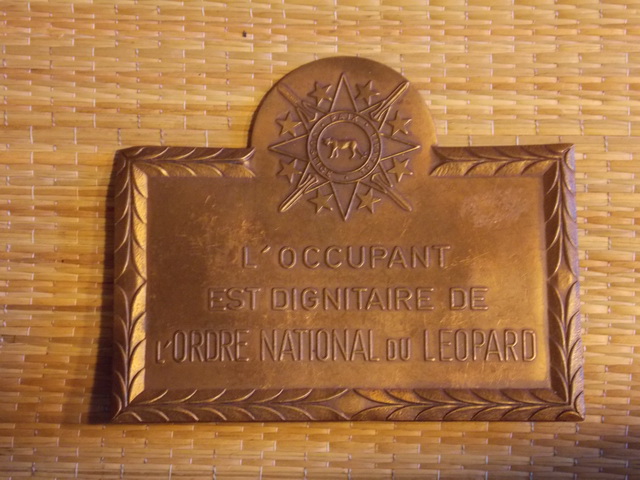 L'OCCUPANT
EST DIGNITAIRE DE
L'ORDRE NATIONAL DU LEOPARD